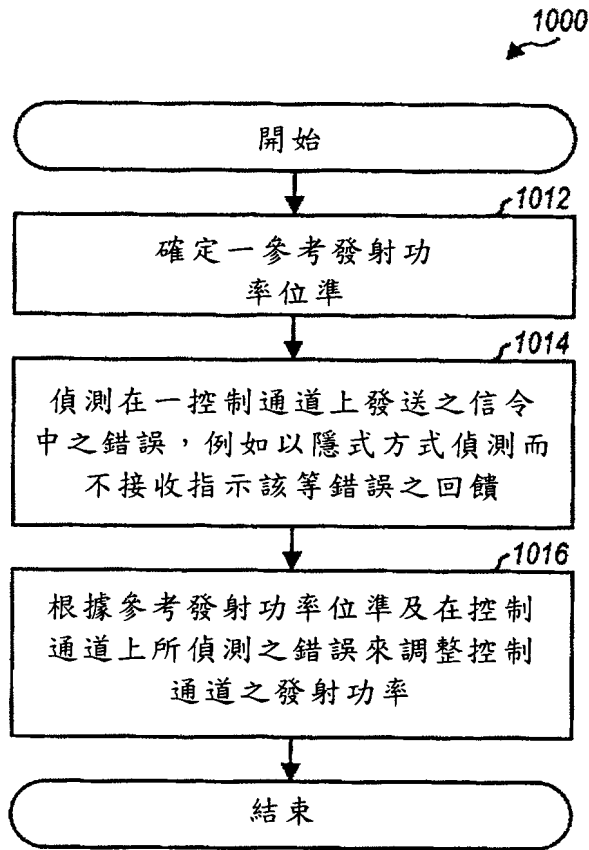 1000
開始
1012
確定一參考發射功
率位準
1014
偵測在一控制通道上發送之信令
中之錯誤，例如以隱式方式偵測而
不接收指示該等錯誤之回饋
1016
根據參考發射功率位準及在控制
通道上所偵測之錯誤來調整控制
通道之發射功率
結束